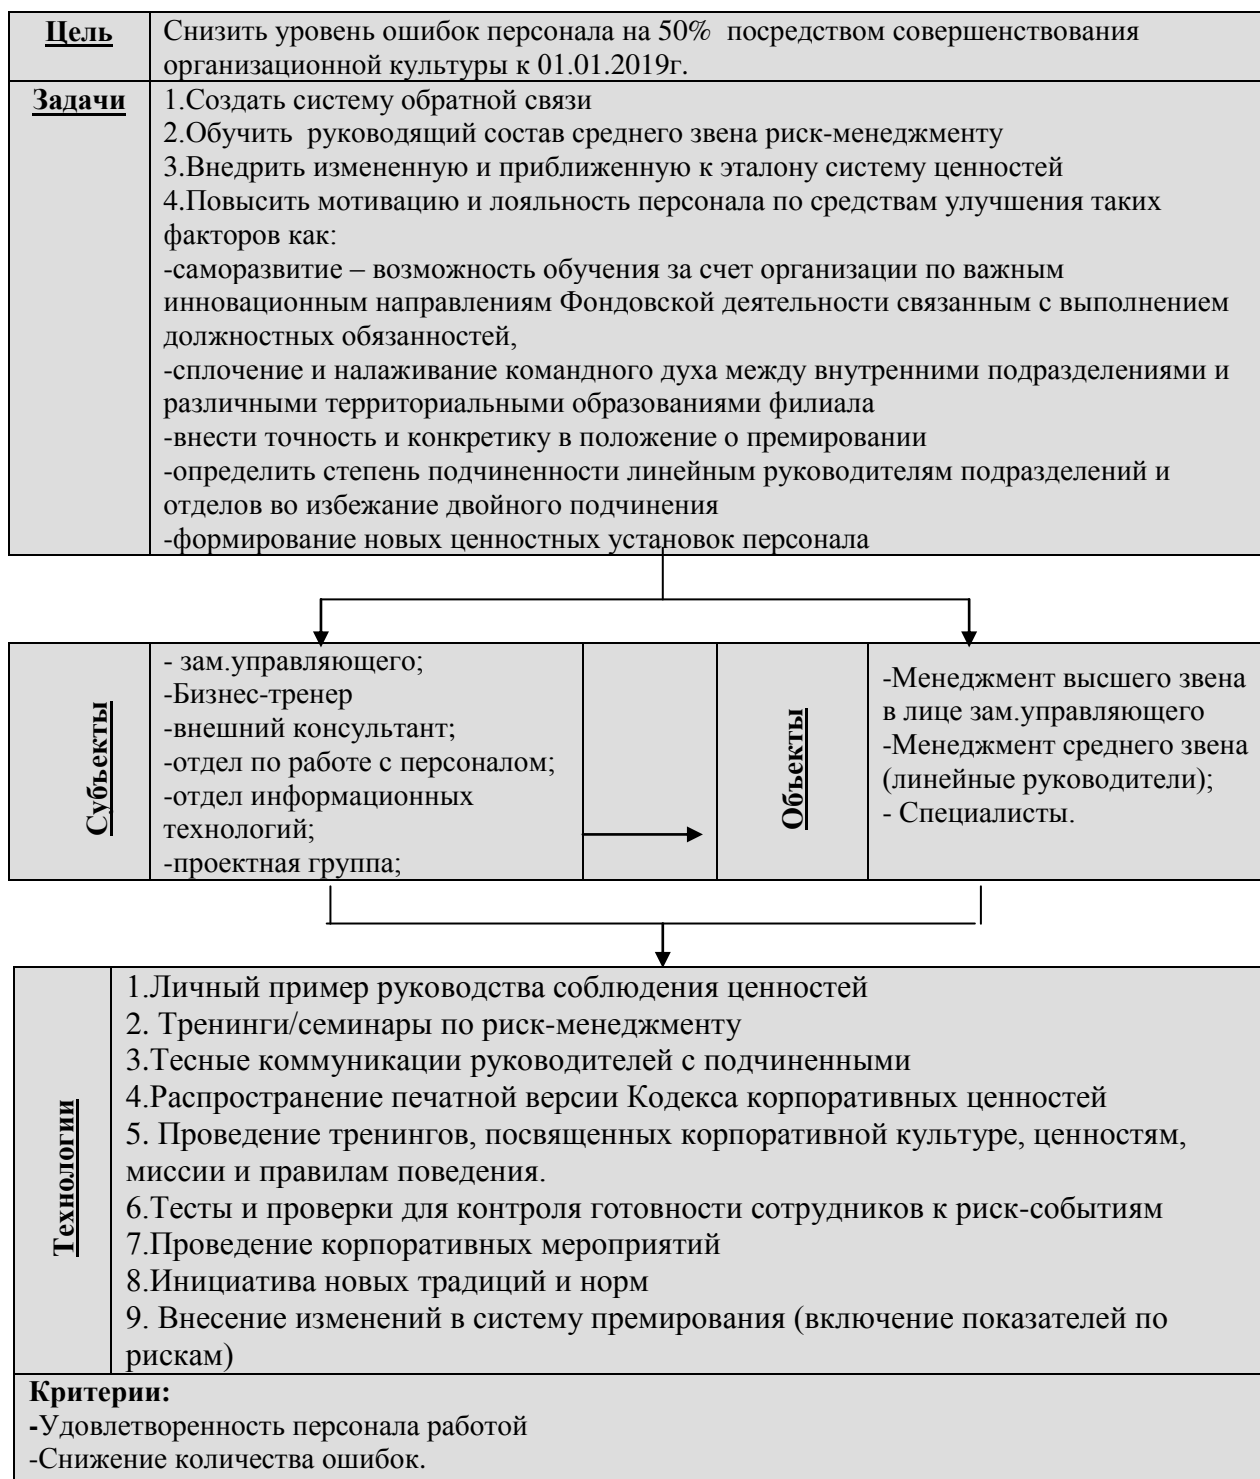 Цель
Снизить уровень ошибок персонала на 50% посредством совершенствования
организационной культуры к 01.01.2019г.
Задачи
1.Создать систему обратной связи
2.Обучить руководящий состав среднего звена риск-менеджменту
3.Внедрить измененную и приближенную к эталону систему ценностей
4.Повысить мотивацию и лояльность персонала по средствам улучшения таких
факторов как:
-саморазвитие – возможность обучения за счет организации по важным
инновационным направлениям Фондовской деятельности связанным с выполнением
должностных обязанностей,
-сплочение и налаживание командного духа между внутренними подразделениями и
различными территориальными образованиями филиала
-внести точность и конкретику в положение о премировании
-определить степень подчиненности линейным руководителям подразделений и
отделов во избежание двойного подчинения
-формирование новых ценностных установок персонала
Субъекты
- зам.управляющего;
-Бизнес-тренер
-внешний консультант;
-отдел по работе с персоналом;
-отдел информационных
технологий;
-проектная группа;
Объекты
-Менеджмент высшего звена
в лице зам.управляющего
-Менеджмент среднего звена
(линейные руководители);
- Специалисты.
Технологии
1.Личный пример руководства соблюдения ценностей
2. Тренинги/семинары по риск-менеджменту
3.Тесные коммуникации руководителей с подчиненными
4.Распространение печатной версии Кодекса корпоративных ценностей
5. Проведение тренингов, посвященных корпоративной культуре, ценностям,
миссии и правилам поведения.
6.Тесты и проверки для контроля готовности сотрудников к риск-событиям
7.Проведение корпоративных мероприятий
8.Инициатива новых традиций и норм
9. Внесение изменений в систему премирования (включение показателей по
рискам)
Критерии:
-Удовлетворенность персонала работой
-Снижение количества ошибок.